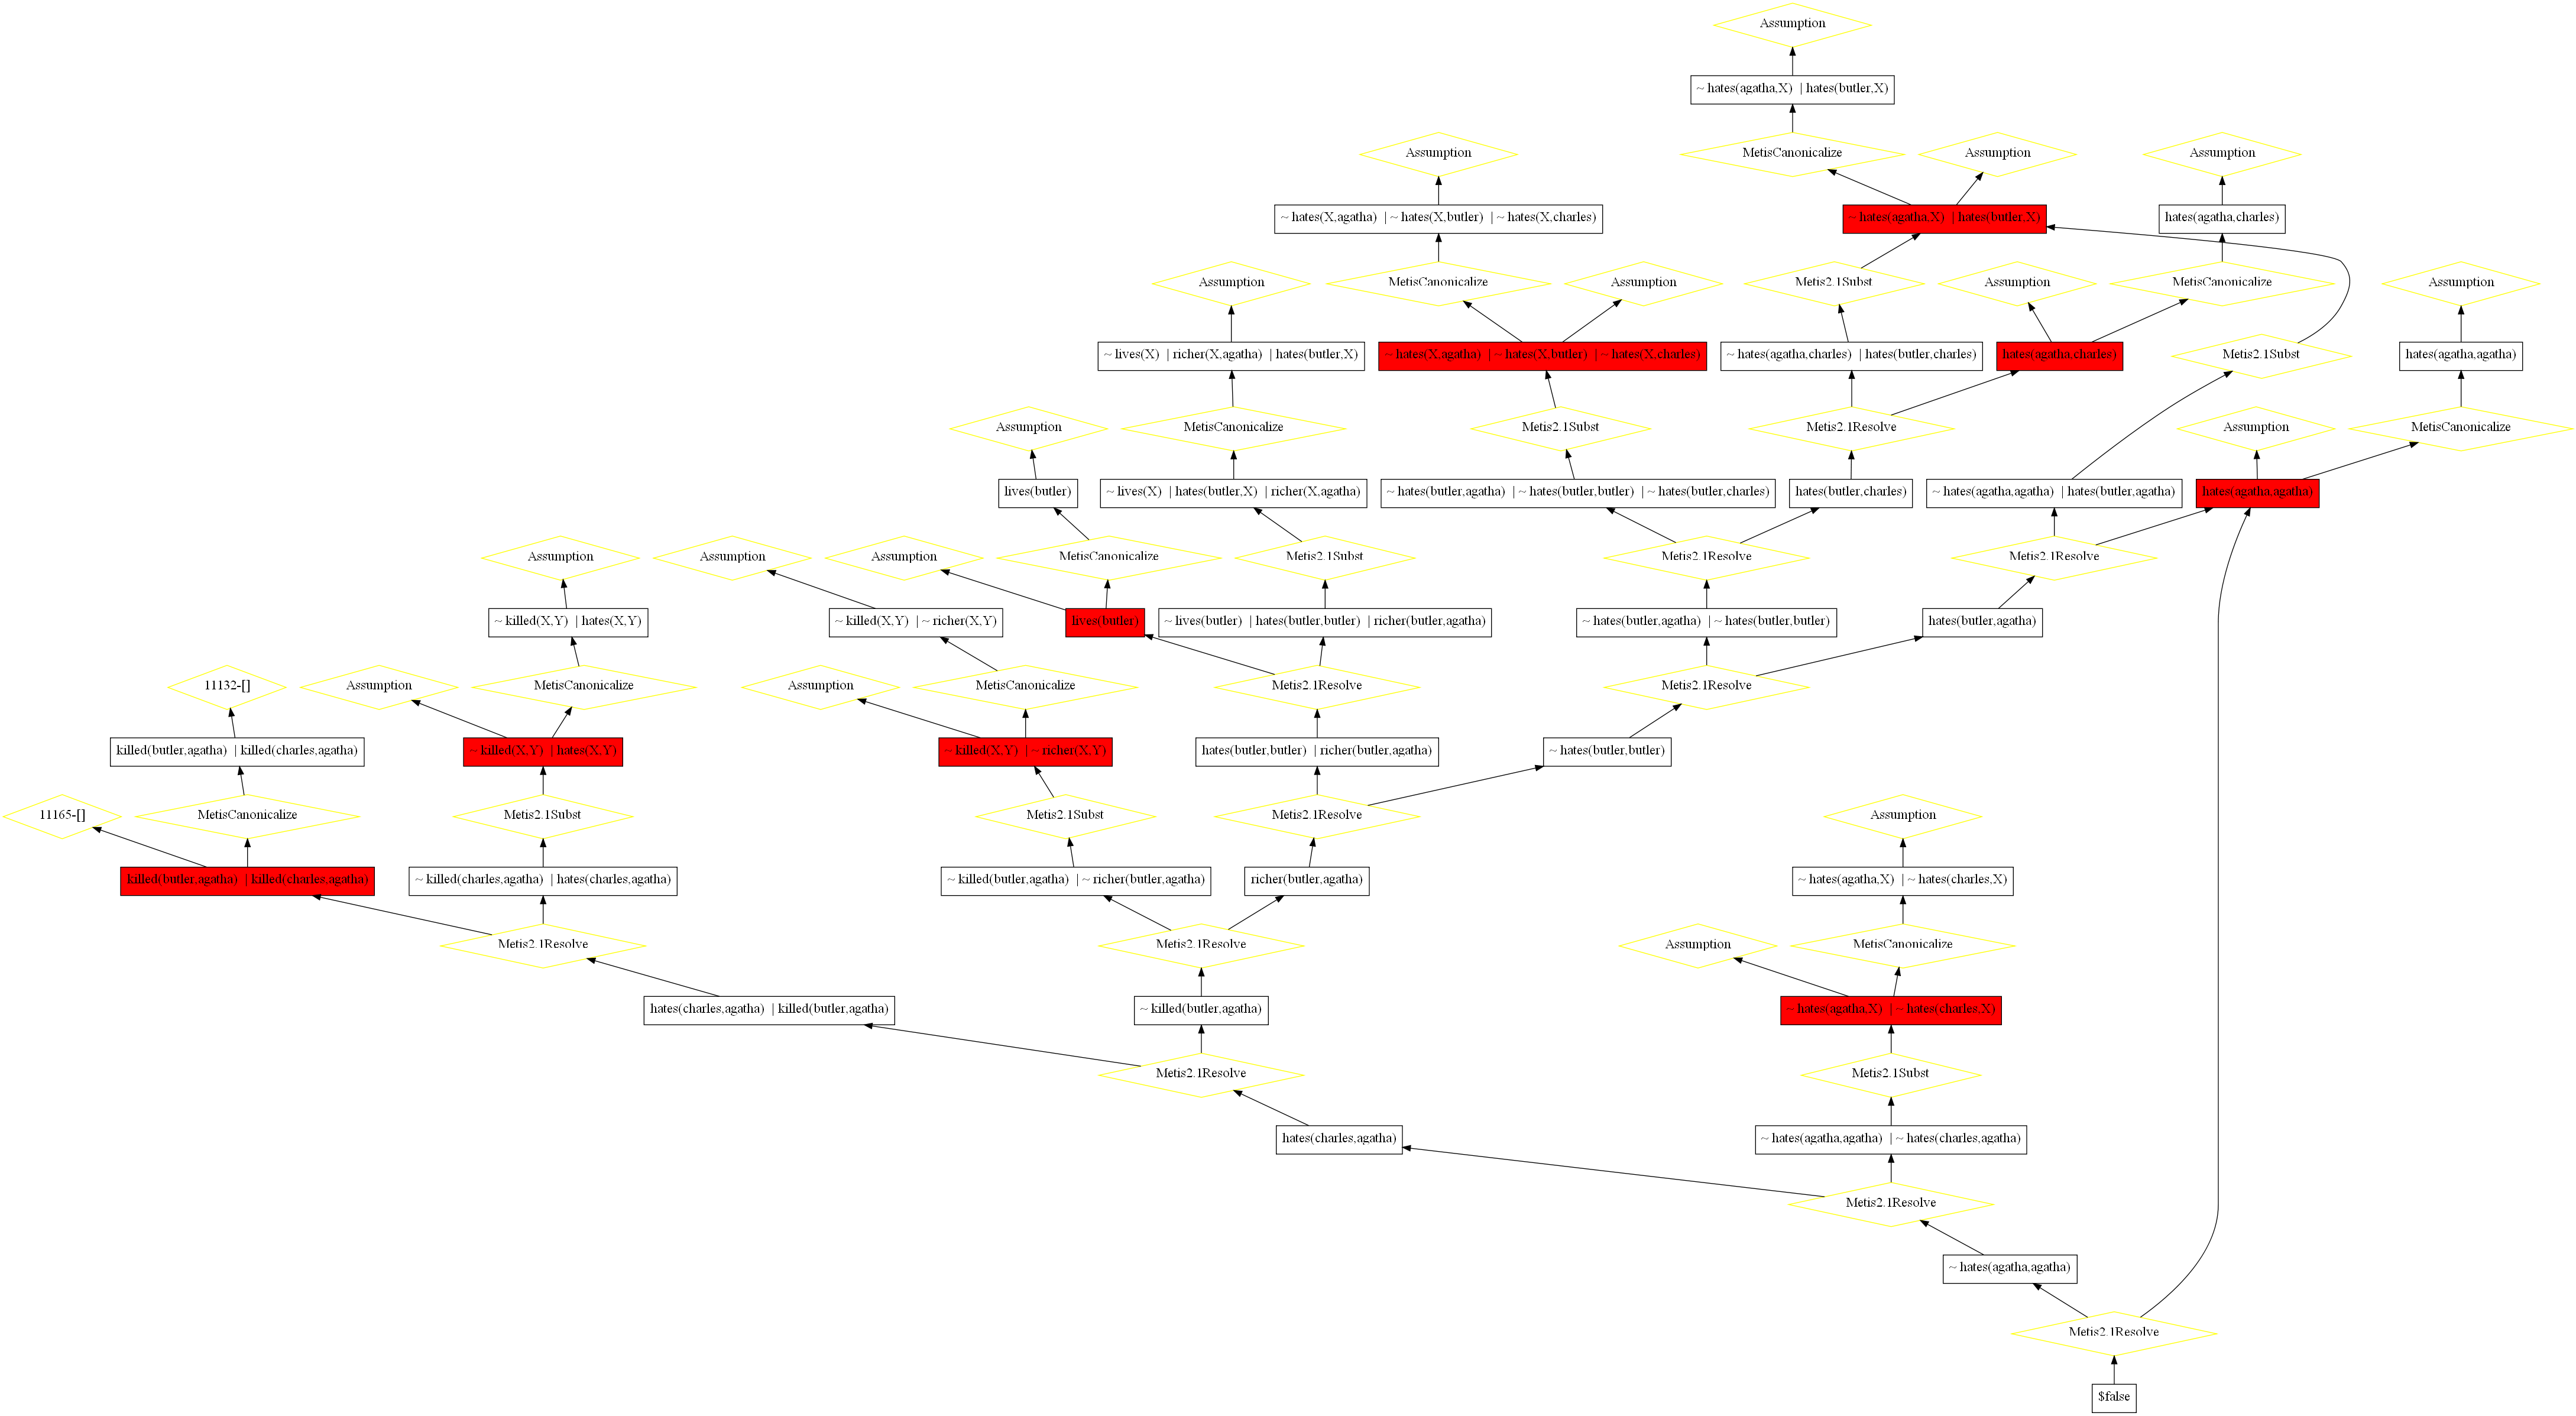 Assumption
~ hates(agatha,X) | hates(butler,X)
Assumption
MetisCanonicalize
Assumption
Assumption
~ hates(X,agatha) | ~ hates(X,butler) | ~ hates(X,charles)
~ hates(agatha,X) | hates(butler,X)
hates(agatha,charles)
Assumption
MetisCanonicalize
Assumption
Metis2.1Subst
Assumption
MetisCanonicalize
Assumption
~ lives(X) | richer(X,agatha) | hates(butler,X)
~ hates(X,agatha) | ~ hates(X,butler) | ~ hates(X,charles)
~ hates(agatha,charles) | hates(butler,charles)
hates(agatha,charles)
Metis2.1Subst
hates(agatha,agatha)
Assumption
MetisCanonicalize
Metis2.1Subst
Metis2.1Resolve
Assumption
MetisCanonicalize
lives(butler)
~ lives(X) | hates(butler,X) | richer(X,agatha)
~ hates(butler,agatha) | ~ hates(butler,butler) | ~ hates(butler,charles)
hates(butler,charles)
~ hates(agatha,agatha) | hates(butler,agatha)
hates(agatha,agatha)
Assumption
Assumption
Assumption
MetisCanonicalize
Metis2.1Subst
Metis2.1Resolve
Metis2.1Resolve
~ killed(X,Y) | hates(X,Y)
~ killed(X,Y) | ~ richer(X,Y)
lives(butler)
~ lives(butler) | hates(butler,butler) | richer(butler,agatha)
~ hates(butler,agatha) | ~ hates(butler,butler)
hates(butler,agatha)
11132-[]
Assumption
MetisCanonicalize
Assumption
MetisCanonicalize
Metis2.1Resolve
Metis2.1Resolve
killed(butler,agatha) | killed(charles,agatha)
~ killed(X,Y) | hates(X,Y)
~ killed(X,Y) | ~ richer(X,Y)
hates(butler,butler) | richer(butler,agatha)
~ hates(butler,butler)
11165-[]
MetisCanonicalize
Metis2.1Subst
Metis2.1Subst
Metis2.1Resolve
Assumption
killed(butler,agatha) | killed(charles,agatha)
~ killed(charles,agatha) | hates(charles,agatha)
~ killed(butler,agatha) | ~ richer(butler,agatha)
richer(butler,agatha)
~ hates(agatha,X) | ~ hates(charles,X)
Metis2.1Resolve
Metis2.1Resolve
Assumption
MetisCanonicalize
hates(charles,agatha) | killed(butler,agatha)
~ killed(butler,agatha)
~ hates(agatha,X) | ~ hates(charles,X)
Metis2.1Resolve
Metis2.1Subst
hates(charles,agatha)
~ hates(agatha,agatha) | ~ hates(charles,agatha)
Metis2.1Resolve
~ hates(agatha,agatha)
Metis2.1Resolve
$false